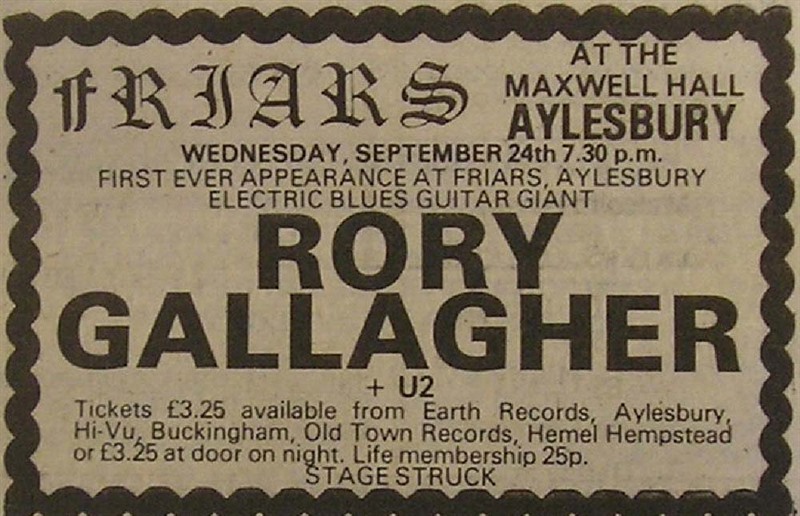 fRIARS
AT THE
MAXWELL HALL
AYLESBURY
WEDNESDAY, SEPTEMBER 24th 7.30 p.m.
FIRST EVER APPEARANCE AT FRIARS, AYLESBURY
ELECTRIC BLUES GUITAR GIANT
RORY
GALLAGHER
+ U2
Tickets £3.25 available from Earth Records, Aylesbury,
Hi-Vu, Buckingham, Old Town Records, Hemel Hempstead
or £3.25 at door on night. Life membership 25p.
STAGE STRUCK